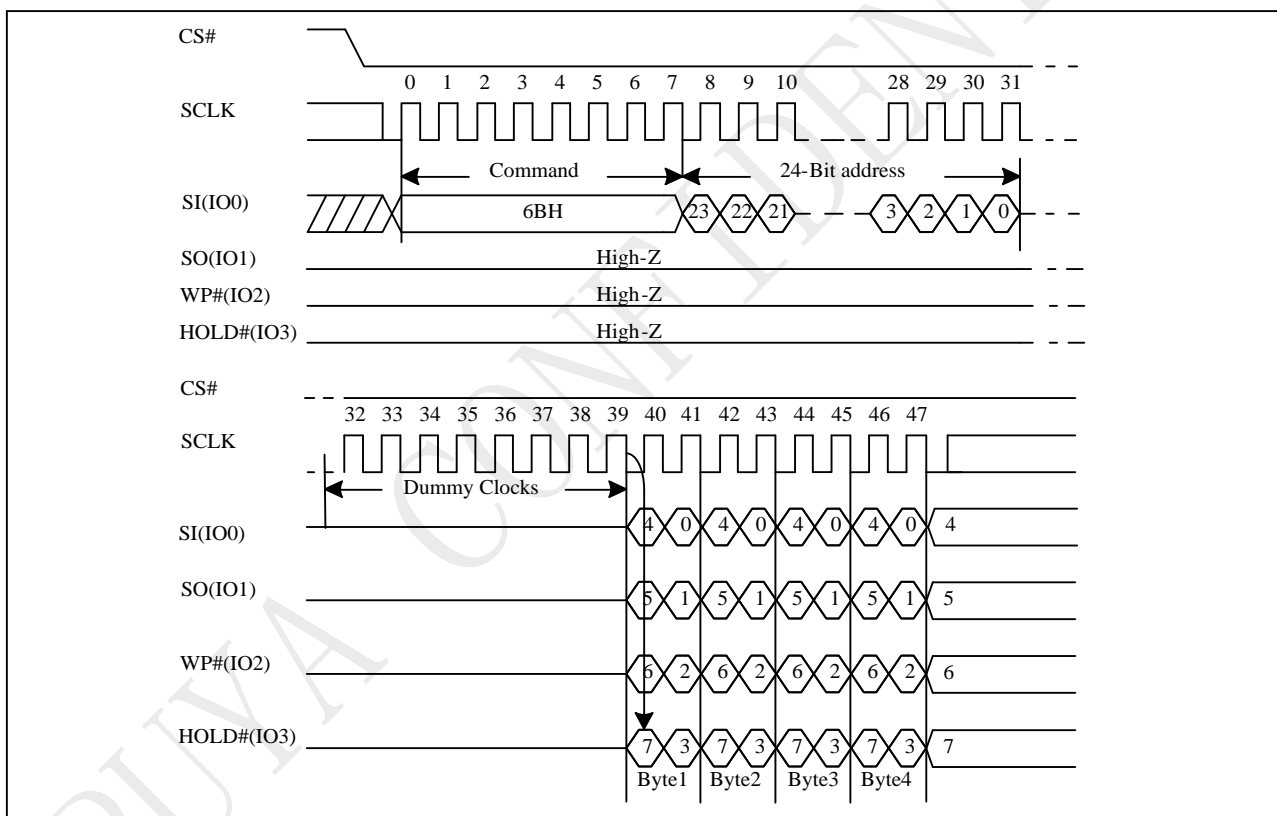 CS#
0 1 2 3 4 5 6 7 8 9 10 28 29 30 31
SCLK
Command 24-Bit address
SI(IO0) 6BH 23 22 21 3 2 1 0
SO(IO1) High-Z
WP#(IO2) High-Z
HOLD#(IO3) High-Z
CS#
32 33 34 35 36 37 38 39 40 41 42 43 44 45 46 47
SCLK
Dummy Clocks
SI(IO0) 4 0 4 0 4 0 4 0 4
SO(IO1) 5 1 5 1 5 1 5 1 5
WP#(IO2) 6 2 6 2 6 2 6 2 6
HOLD#(IO3) 7 3 7 3 7 3 7 3 7
Byte1 Byte2 Byte3 Byte4
PUYA CONFIDEN